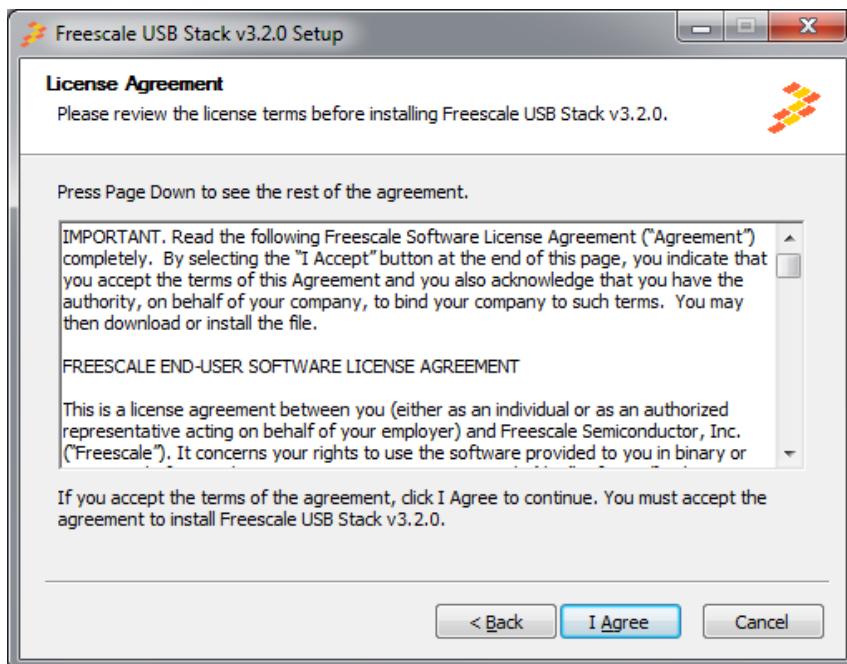 Freescale USB Stack v3.2.0 Setup
License Agreement
Please review the license terms before installing Freescale USB Stack v3.2.0.
Press Page Down to see the rest of the agreement.
IMPORTANT. Read the following Freescale Software License Agreement ("Agreement")
completely.  By selecting the "I Accept" button at the end of this page, you indicate that
you accept the terms of this Agreement and you also acknowledge that you have the
authority, on behalf of your company, to bind your company to such terms.  You may
then download or install the file.
FREESCALE END-USER SOFTWARE LICENSE AGREEMENT
This is a license agreement between you (either as an individual or as an authorized
representative acting on behalf of your employer) and Freescale Semiconductor, Inc.
("Freescale"). It concerns your rights to use the software provided to you in binary or
If you accept the terms of the agreement, click I Agree to continue. You must accept the
agreement to install Freescale USB Stack v3.2.0.
< Back
I Agree
Cancel